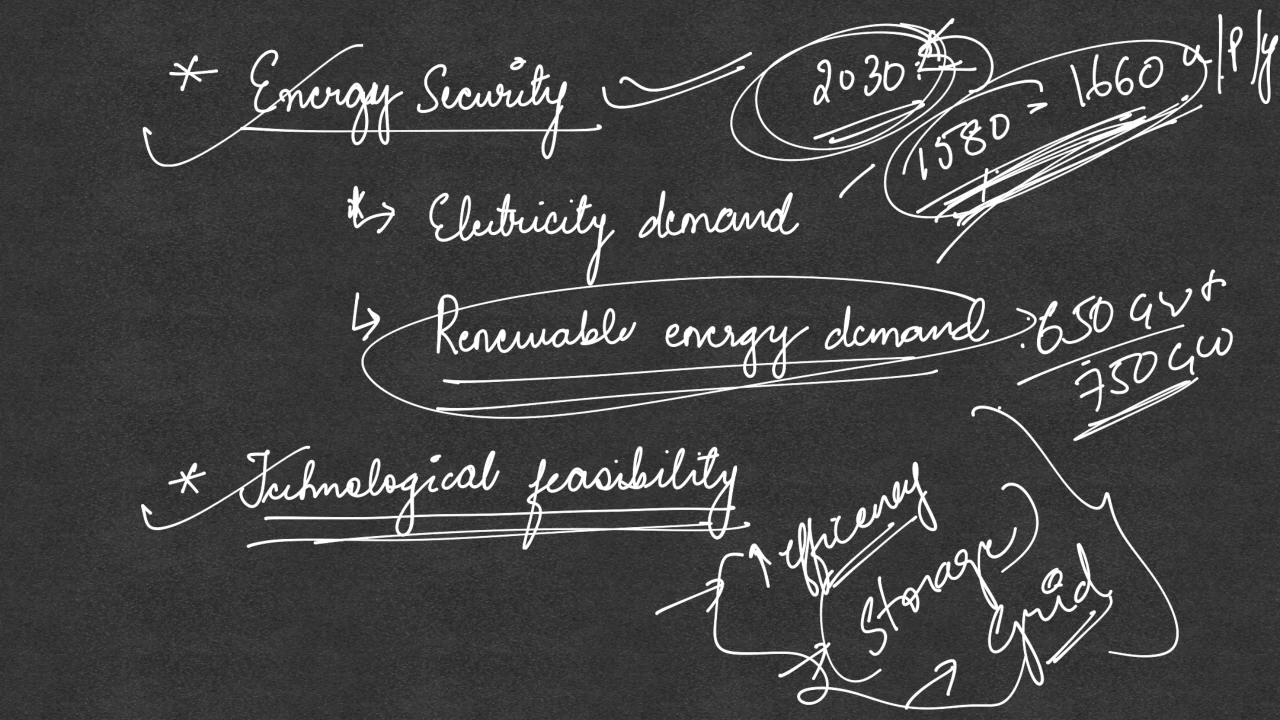 * Energy Security
2030
1580 - 1660 u/P/y
* Electricity demand
↳ Renewable energy demand
650 GW +
750 GW
* Technological feasibility
↑ efficiency
Storage
Grid